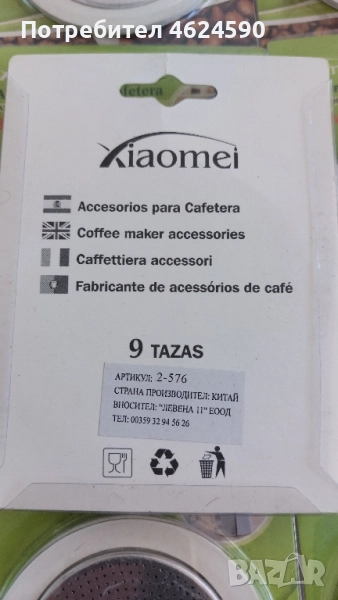 Потребител 4624590
fetera
Xiaomei
Accesorios para Cafetera
Coffee maker accessories
Caffettiera accessori
Fabricante de acessórios de café
9 TAZAS
АРТИКУЛ: 2-576
СТРАНА ПРОИЗВОДИТЕЛ: КИТАЙ
ВНОСИТЕЛ: "ЛЕВЕНА 11" ЕООД
ТЕЛ: 00359 32 94 56 26
BAZAR